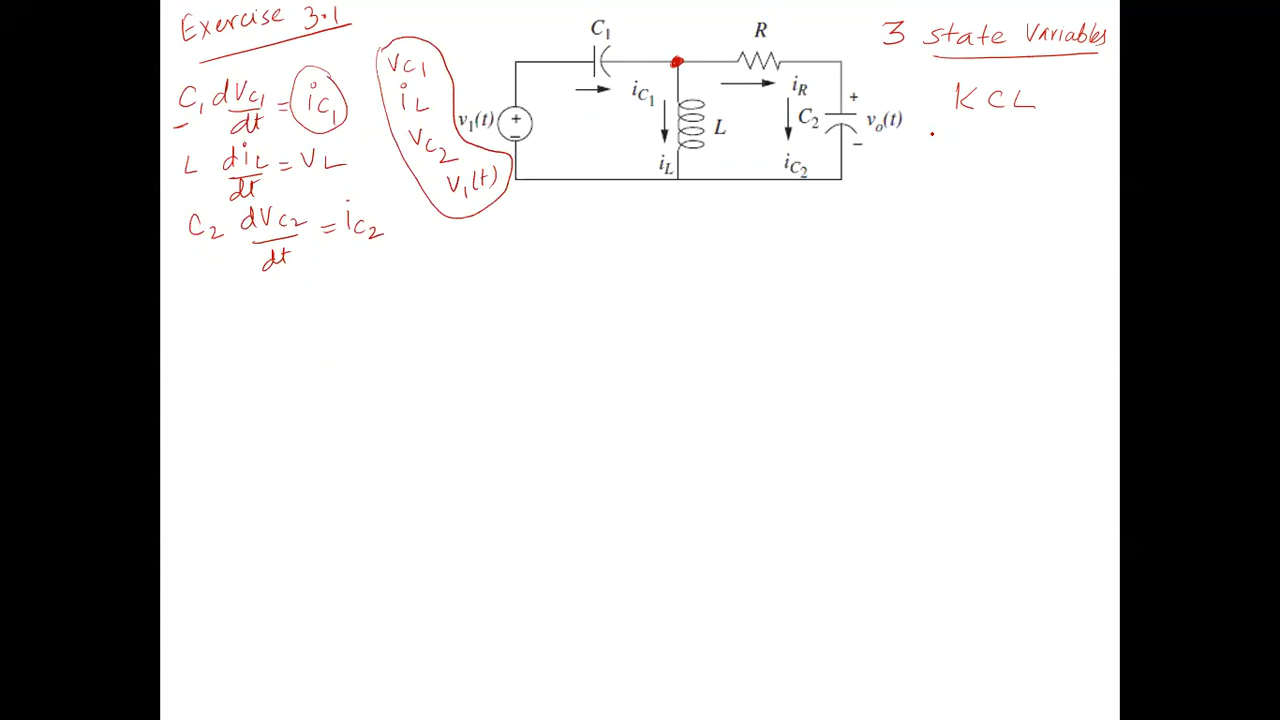 Exercise 3.1
C₁ dVC₁/dt = iC₁
L diL/dt = VL
C₂ dVC₂/dt = iC₂
VC₁
iL
VC₂
V₁(t)
C₁
R
v₁(t)
+
−
iC₁
L
iL
iR
C₂
iC₂
+
vo(t)
−
3 state variables
KCL